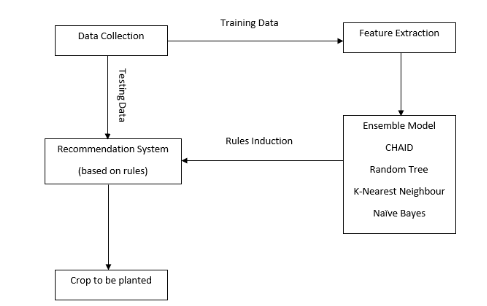 Training Data
Data Collection
Feature Extraction
Testing Data
Ensemble Model
CHAID
Random Tree
K-Nearest Neighbour
Naïve Bayes
Rules Induction
Recommendation System
(based on rules)
Crop to be planted